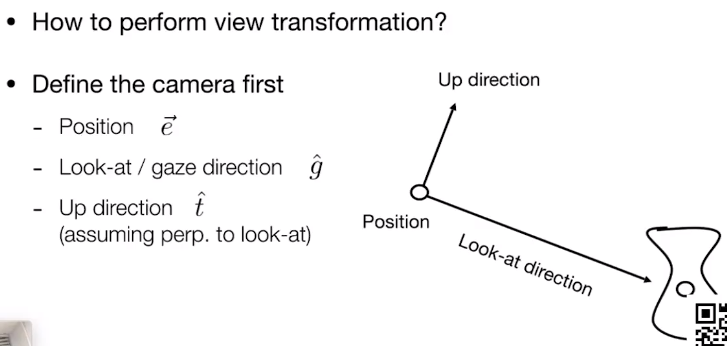 • How to perform view transformation?
• Define the camera first
- Position $\vec{e}$
- Look-at / gaze direction $\hat{g}$
- Up direction $\hat{t}$
(assuming perp. to look-at)
Up direction
Position
Look-at direction